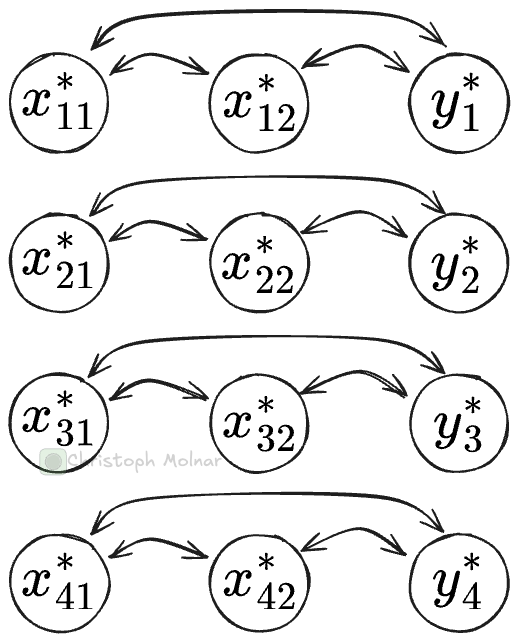 x*11 x*12 y*1
x*21 x*22 y*2
x*31 x*32 y*3
Christoph Molnar
x*41 x*42 y*4